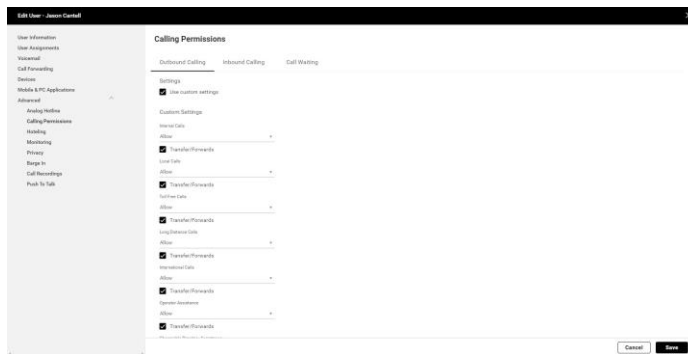 Edit User - Jason Cantell
User Information
User Assignments
Voicemail
Call Forwarding
Devices
Mobile & PC Applications
Advanced
Analog Hotline
Calling Permissions
Hoteling
Monitoring
Privacy
Barge In
Call Recordings
Push To Talk
Calling Permissions
Outbound Calling Inbound Calling Call Waiting
Settings
Use custom settings
Custom Settings
Internal Calls
Allow
Transfer/Forwards
Local Calls
Allow
Transfer/Forwards
Toll Free Calls
Allow
Transfer/Forwards
Long Distance Calls
Allow
Transfer/Forwards
International Calls
Allow
Transfer/Forwards
Operator Assistance
Allow
Transfer/Forwards
Cancel Save